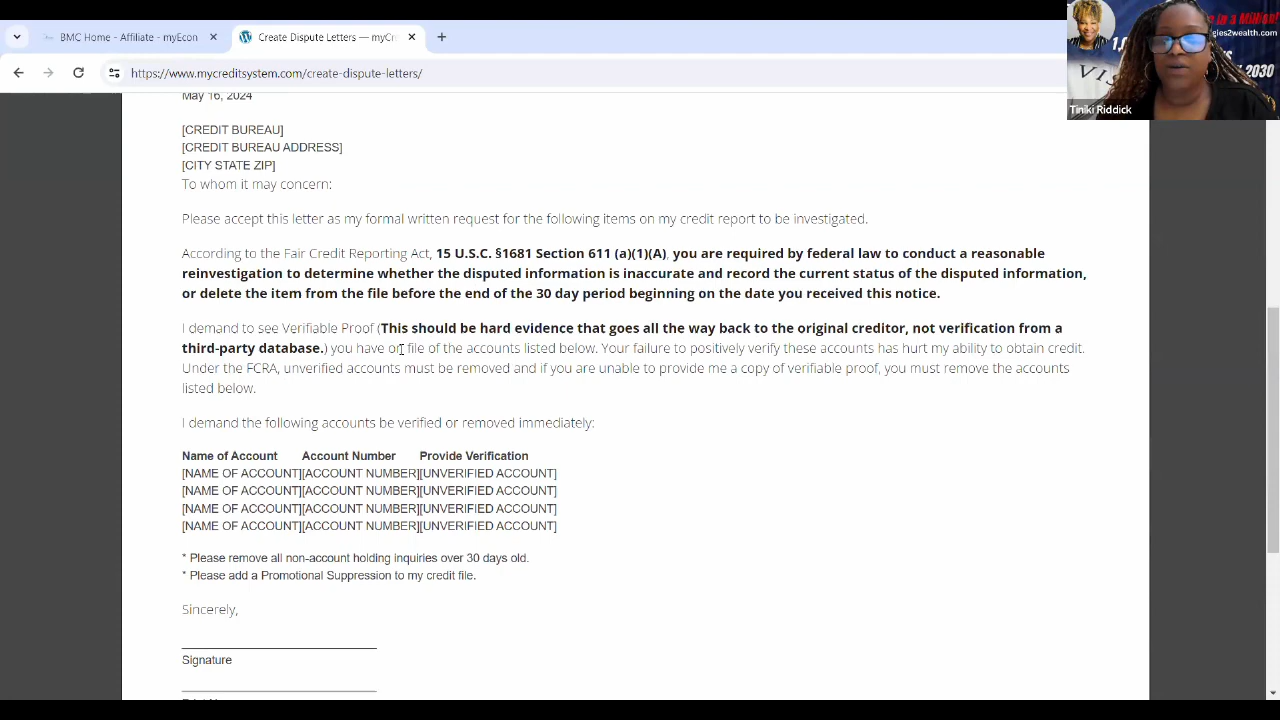 BMC Home - Affiliate - myEcon
Create Dispute Letters — myCr
https://www.mycreditsystem.com/create-dispute-letters/
in a Million!
gies2wealth.com
2030
VIS
Tiniki Riddick
May 16, 2024
[CREDIT BUREAU]
[CREDIT BUREAU ADDRESS]
[CITY STATE ZIP]
To whom it may concern:
Please accept this letter as my formal written request for the following items on my credit report to be investigated.
According to the Fair Credit Reporting Act, 15 U.S.C. §1681 Section 611 (a)(1)(A), you are required by federal law to conduct a reasonable
reinvestigation to determine whether the disputed information is inaccurate and record the current status of the disputed information,
or delete the item from the file before the end of the 30 day period beginning on the date you received this notice.
I demand to see Verifiable Proof (This should be hard evidence that goes all the way back to the original creditor, not verification from a
third-party database.) you have on file of the accounts listed below. Your failure to positively verify these accounts has hurt my ability to obtain credit.
Under the FCRA, unverified accounts must be removed and if you are unable to provide me a copy of verifiable proof, you must remove the accounts
listed below.
I demand the following accounts be verified or removed immediately:
Name of Account Account Number Provide Verification
[NAME OF ACCOUNT][ACCOUNT NUMBER][UNVERIFIED ACCOUNT]
[NAME OF ACCOUNT][ACCOUNT NUMBER][UNVERIFIED ACCOUNT]
[NAME OF ACCOUNT][ACCOUNT NUMBER][UNVERIFIED ACCOUNT]
[NAME OF ACCOUNT][ACCOUNT NUMBER][UNVERIFIED ACCOUNT]
* Please remove all non-account holding inquiries over 30 days old.
* Please add a Promotional Suppression to my credit file.
Sincerely,
Signature